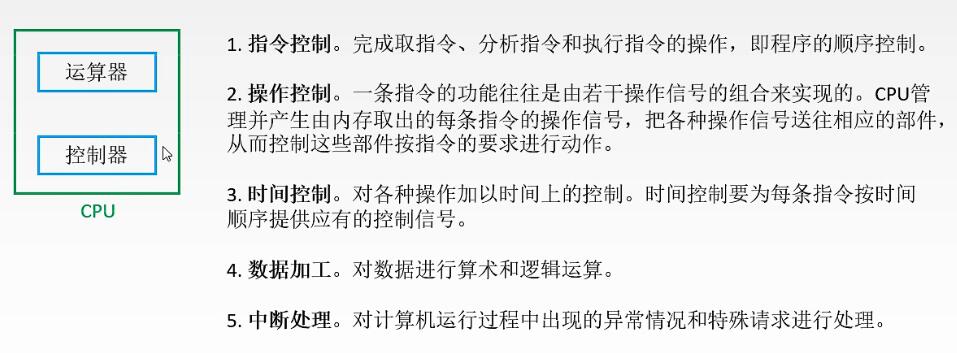 运算器
控制器
CPU
1. 指令控制。完成取指令、分析指令和执行指令的操作，即程序的顺序控制。
2. 操作控制。一条指令的功能往往是由若干操作信号的组合来实现的。CPU管
理并产生由内存取出的每条指令的操作信号，把各种操作信号送往相应的部件，
从而控制这些部件按指令的要求进行动作。
3. 时间控制。对各种操作加以时间上的控制。时间控制要为每条指令按时间
顺序提供应有的控制信号。
4. 数据加工。对数据进行算术和逻辑运算。
5. 中断处理。对计算机运行过程中出现的异常情况和特殊请求进行处理。